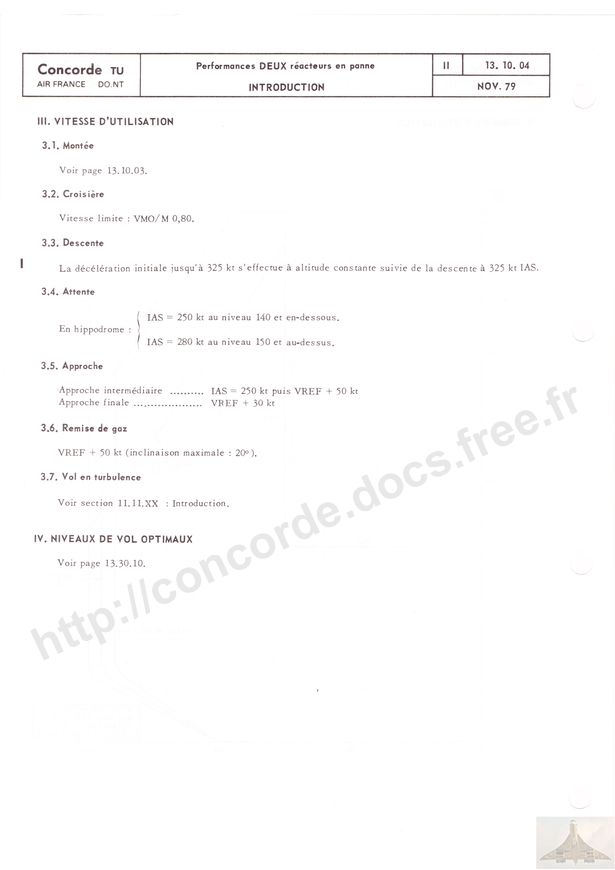 Concorde TU
AIR FRANCE DO.NT
Performances DEUX réacteurs en panne
INTRODUCTION
II
13. 10. 04
NOV. 79
III. VITESSE D'UTILISATION
3.1. Montée
Voir page 13.10.03.
3.2. Croisière
Vitesse limite : VMO/M 0,80.
3.3. Descente
La décélération initiale jusqu'à 325 kt s'effectue à altitude constante suivie de la descente à 325 kt IAS.
3.4. Attente
En hippodrome :
IAS = 250 kt au niveau 140 et en-dessous.
IAS = 280 kt au niveau 150 et au-dessus.
3.5. Approche
Approche intermédiaire .......... IAS = 250 kt puis VREF + 50 kt
Approche finale .................... VREF + 30 kt
3.6. Remise de gaz
VREF + 50 kt (inclinaison maximale : 20°).
3.7. Vol en turbulence
Voir section 11.11.XX : Introduction.
IV. NIVEAUX DE VOL OPTIMAUX
Voir page 13.30.10.
http://concorde.docs.free.fr